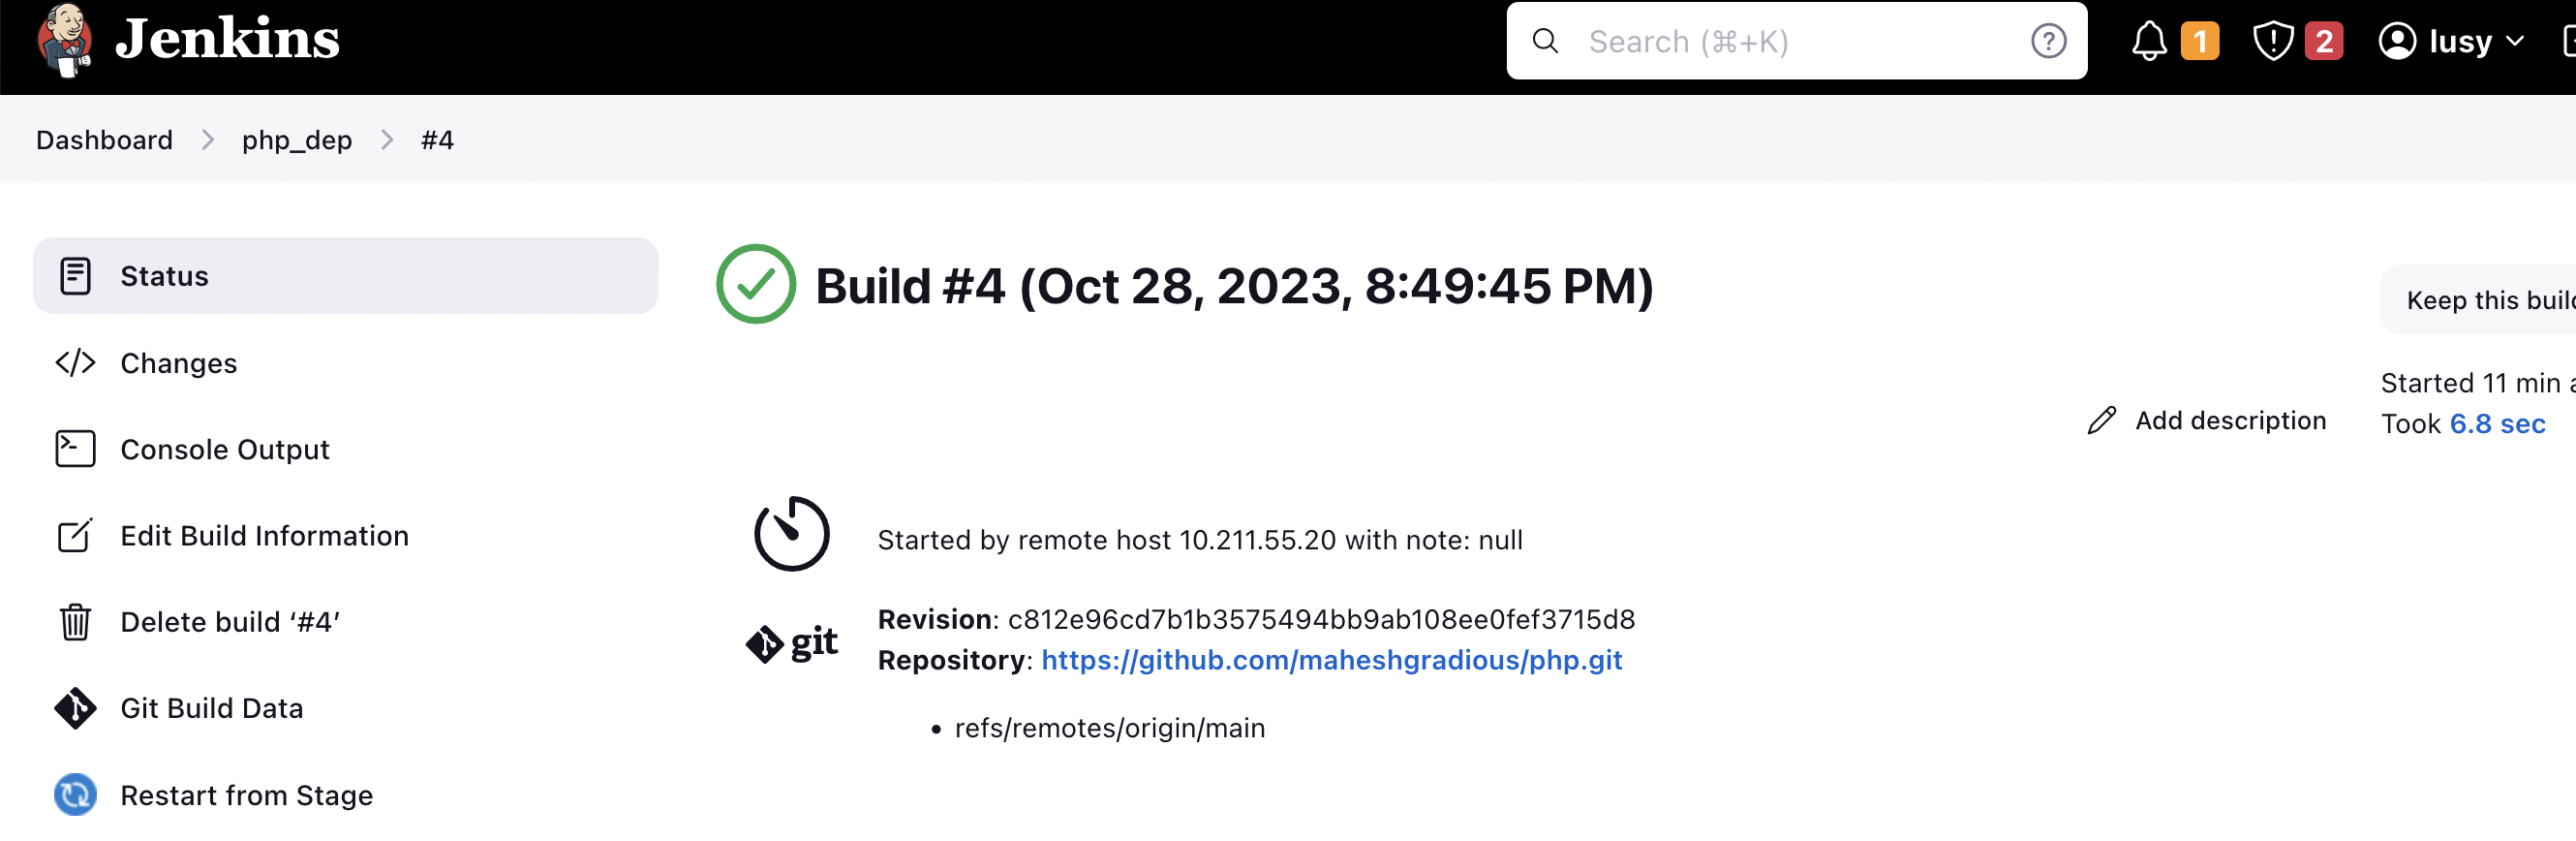 Jenkins
Search (⌘+K)
1
2
lusy
Dashboard
php_dep
#4
Status
Changes
Console Output
Edit Build Information
Delete build ‘#4’
Git Build Data
Restart from Stage
Build #4 (Oct 28, 2023, 8:49:45 PM)
Keep this
Started 11 min
Took 6.8 sec
Add description
Started by remote host 10.211.55.20 with note: null
git
Revision: c812e96cd7b1b3575494bb9ab108ee0fef3715d8
Repository: https://github.com/maheshgradious/php.git
• refs/remotes/origin/main